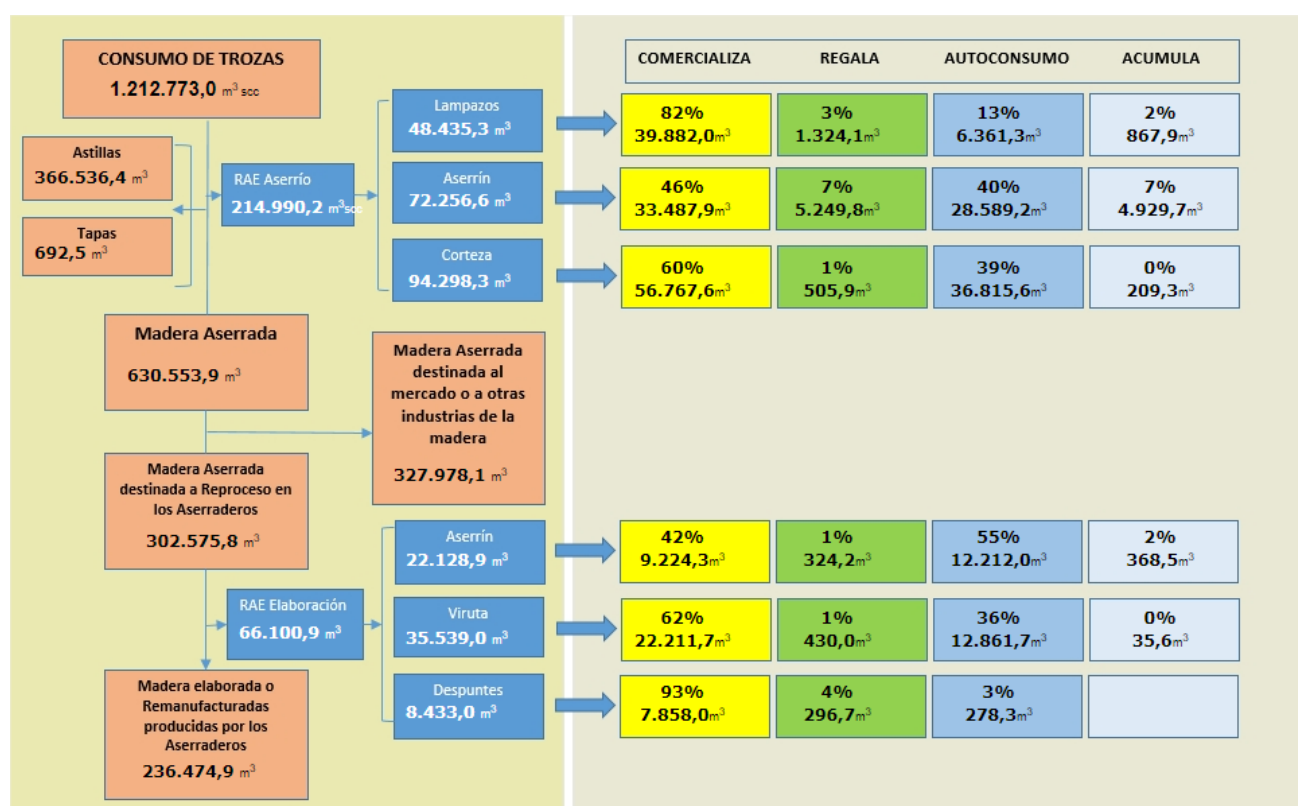 CONSUMO DE TROZAS
1.212.773,0 m³ scc
Astillas
366.536,4 m³
Tapas
692,5 m³
RAE Aserrío
214.990,2 m³scc
Lampazos
48.435,3 m³
Aserrín
72.256,6 m³
Corteza
94.298,3 m³
COMERCIALIZA REGALA AUTOCONSUMO ACUMULA
82% 3% 13% 2%
39.882,0m³ 1.324,1m³ 6.361,3m³ 867,9m³
46% 7% 40% 7%
33.487,9m³ 5.249,8m³ 28.589,2m³ 4.929,7m³
60% 1% 39% 0%
56.767,6m³ 505,9m³ 36.815,6m³ 209,3m³
Madera Aserrada
630.553,9 m³
Madera Aserrada
destinada al
mercado o a otras
industrias de la
madera
327.978,1 m³
Madera Aserrada
destinada a Reproceso en
los Aserraderos
302.575,8 m³
RAE Elaboración
66.100,9 m³
Aserrín
22.128,9 m³
Viruta
35.539,0 m³
Despuntes
8.433,0 m³
42% 1% 55% 2%
9.224,3m³ 324,2m³ 12.212,0m³ 368,5m³
62% 1% 36% 0%
22.211,7m³ 430,0m³ 12.861,7m³ 35,6m³
93% 4% 3%
7.858,0m³ 296,7m³ 278,3m³
Madera elaborada o
Remanufacturadas
producidas por los
Aserraderos
236.474,9 m³